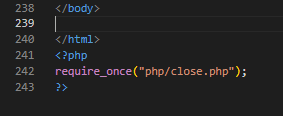 238 </body>
239
240 </html>
241 <?php
242 require_once("php/close.php");
243 ?>